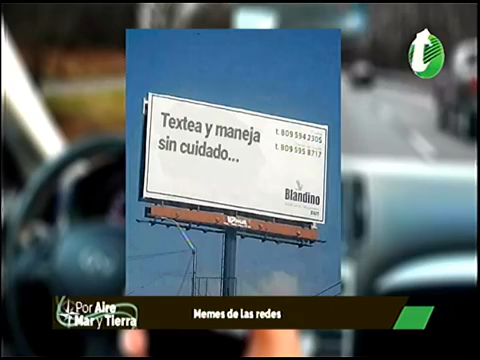 Textea y maneja
sin cuidado...
t. 809 594 2305
t. 809 595 8717
Blandino
Por Aire
Mar y Tierra
Memes de las redes